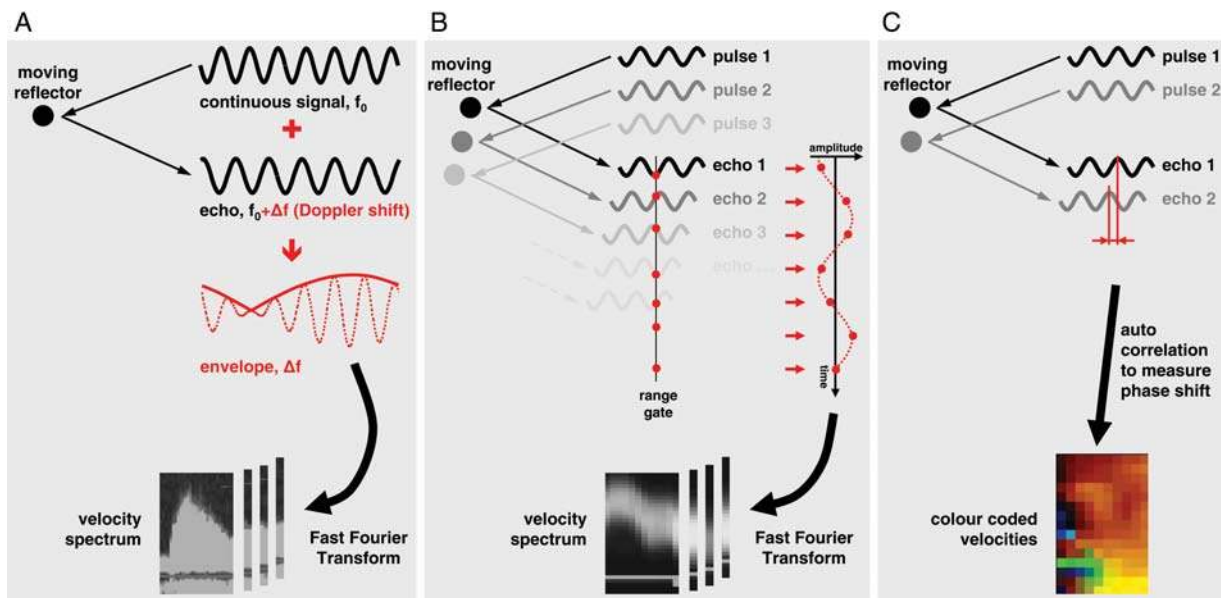 A
moving
reflector
continuous signal, f0
+
echo, f0+Δf (Doppler shift)
envelope, Δf
velocity
spectrum
Fast Fourier
Transform
B
moving
reflector
pulse 1
pulse 2
pulse 3
amplitude
echo 1
echo 2
echo 3
echo ....
time
range
gate
velocity
spectrum
Fast Fourier
Transform
C
moving
reflector
pulse 1
pulse 2
echo 1
echo 2
auto
correlation
to measure
phase shift
colour coded
velocities